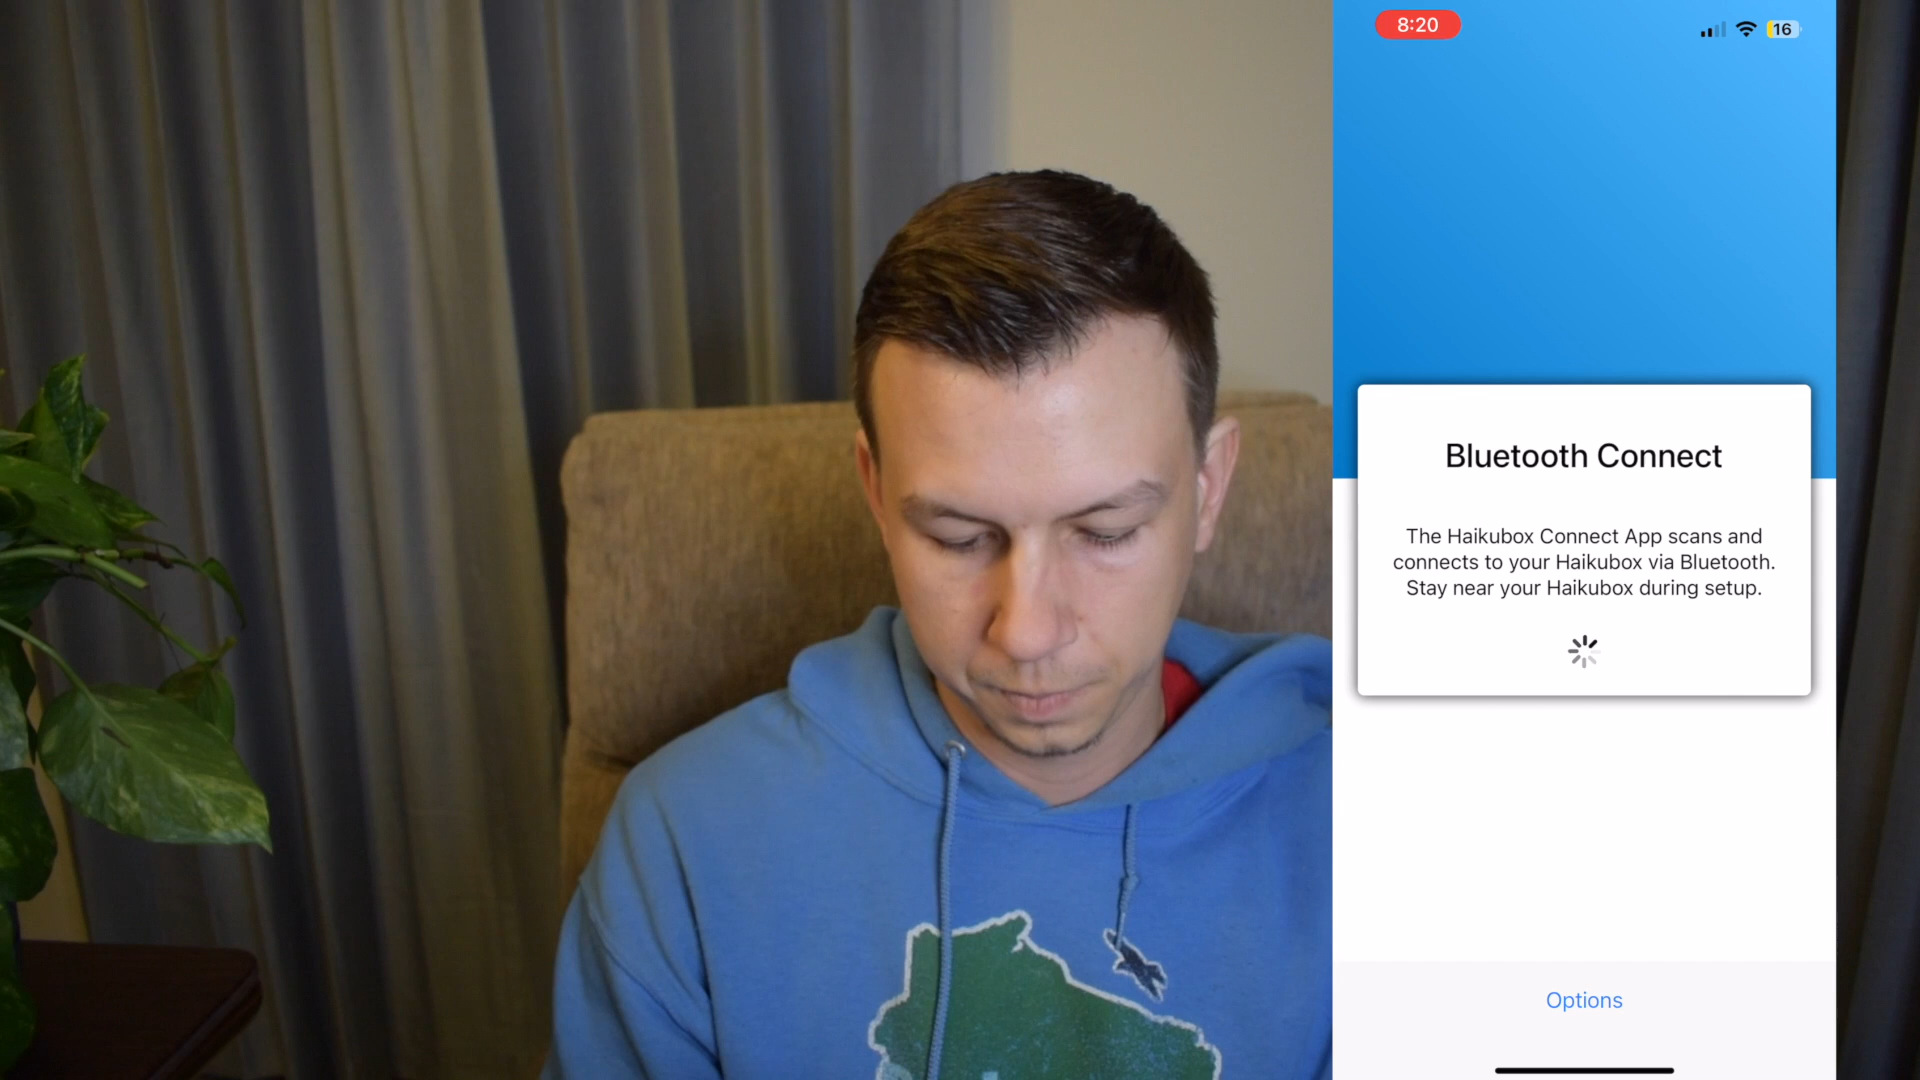 8:20
16
Bluetooth Connect
The Haikubox Connect App scans and
connects to your Haikubox via Bluetooth.
Stay near your Haikubox during setup.
Options